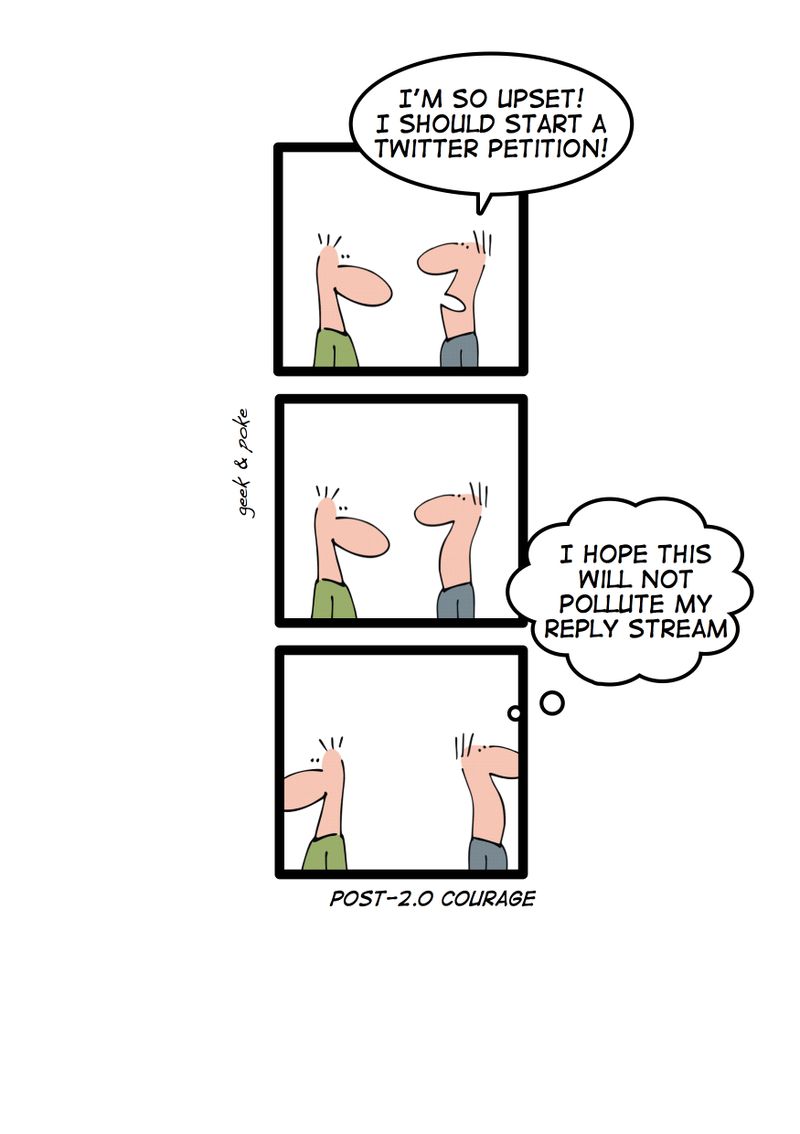 I'M SO UPSET!
I SHOULD START A
TWITTER PETITION!
geek & poke
I HOPE THIS
WILL NOT
POLLUTE MY
REPLY STREAM
POST-2.0 COURAGE